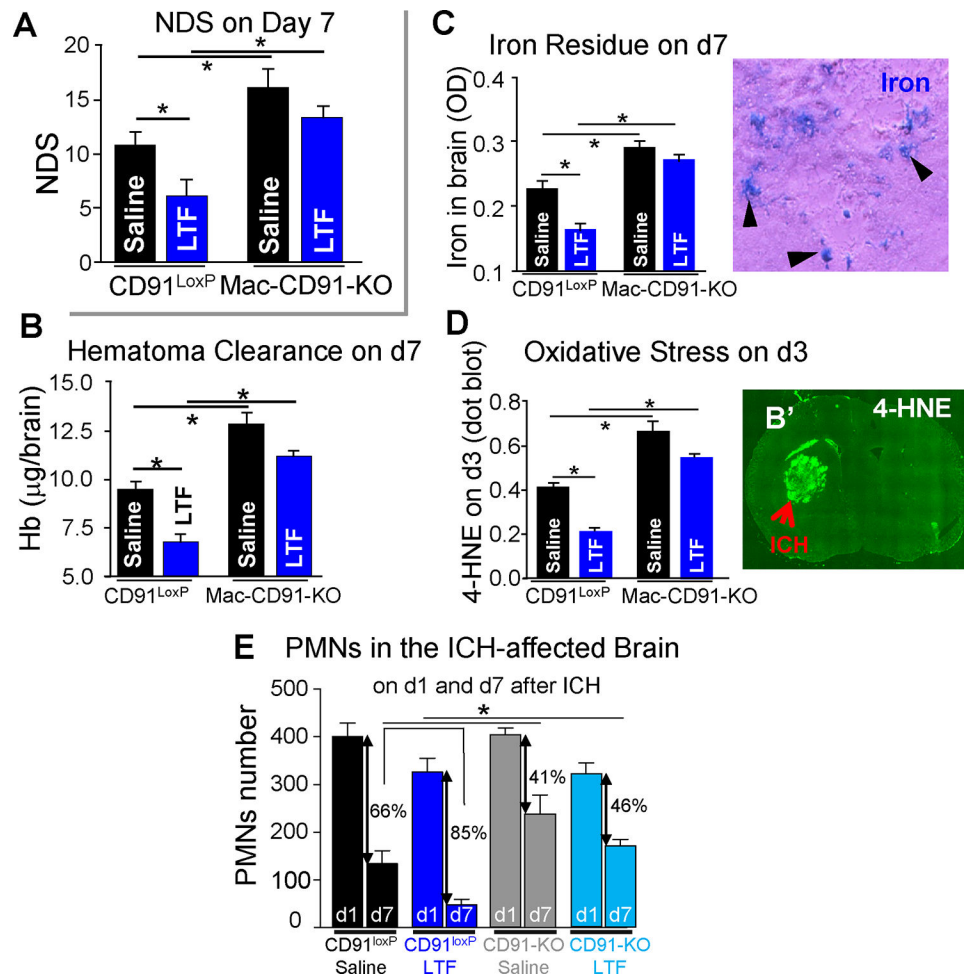 A
NDS on Day 7
NDS
20
15
10
5
0
*
*
*
Saline
LTF
Saline
LTF
CD91LoxP Mac-CD91-KO
B
Hematoma Clearance on d7
Hb (µg/brain)
15.0
12.5
10.0
7.5
5.0
*
*
*
Saline
LTF
Saline
LTF
CD91LoxP Mac-CD91-KO
C
Iron Residue on d7
Iron in brain (OD)
0.4
0.3
0.2
0.1
*
*
*
Saline
LTF
Saline
LTF
CD91LoxP Mac-CD91-KO
Iron
D
Oxidative Stress on d3
4-HNE on d3 (dot blot)
0.8
0.6
0.4
0.2
0.0
*
*
*
Saline
LTF
Saline
LTF
CD91LoxP Mac-CD91-KO
B' 4-HNE
ICH
E
PMNs in the ICH-affected Brain
on d1 and d7 after ICH
PMNs number
500
400
300
200
100
0
*
66%
85%
41%
46%
d1 d7 d1 d7 d1 d7 d1 d7
CD91loxP CD91loxP CD91-KO CD91-KO
Saline LTF Saline LTF